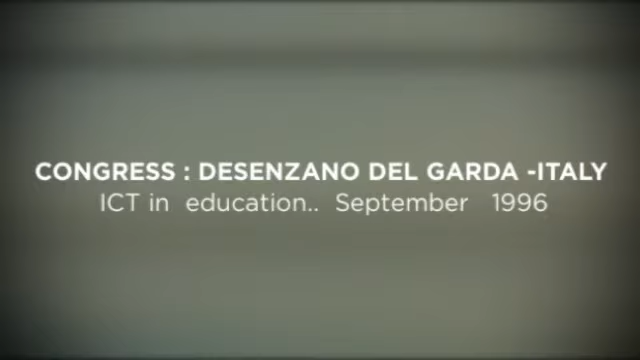 CONGRESS : DESENZANO DEL GARDA -ITALY
ICT in education.. September 1996